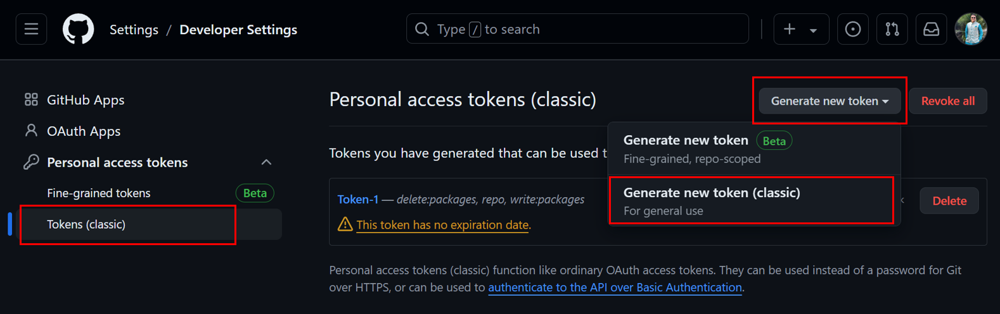 Settings / Developer Settings
Type / to search
GitHub Apps
OAuth Apps
Personal access tokens
Fine-grained tokens Beta
Tokens (classic)
Personal access tokens (classic)
Generate new token
Revoke all
Generate new token Beta
Fine-grained, repo-scoped
Generate new token (classic)
For general use
Tokens you have generated that can be used
Token-1 — delete:packages, repo, write:packages
Delete
This token has no expiration date.
Personal access tokens (classic) function like ordinary OAuth access tokens. They can be used instead of a password for Git
over HTTPS, or can be used to authenticate to the API over Basic Authentication.